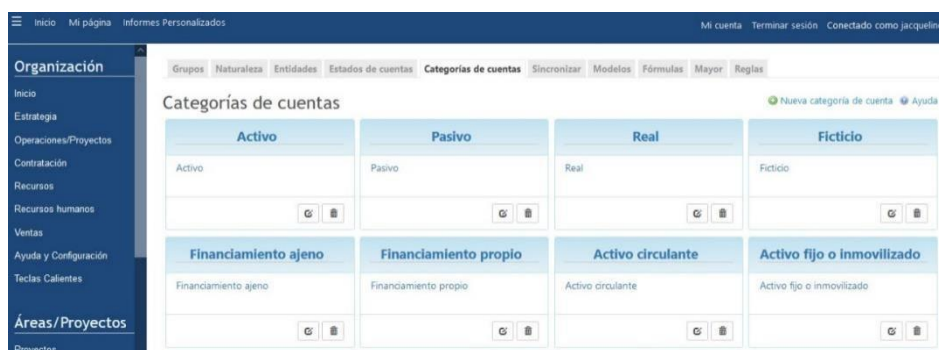 Inicio Mi página Informes Personalizados
Mi cuenta Terminar sesión Conectado como jacquelin
Organización
Inicio
Estrategia
Operaciones/Proyectos
Contratación
Recursos
Recursos humanos
Ventas
Ayuda y Configuración
Teclas Calientes
Áreas/Proyectos
Proyectos
Grupos Naturaleza Entidades Estados de cuentas Categorías de cuentas Sincronizar Modelos Fórmulas Mayor Reglas
Categorías de cuentas
Nueva categoría de cuenta Ayuda
Activo Pasivo Real Ficticio
Activo Pasivo Real Ficticio
Financiamiento ajeno Financiamiento propio Activo circulante Activo fijo o inmovilizado
Financiamiento ajeno Financiamiento propio Activo circulante Activo fijo o inmovilizado